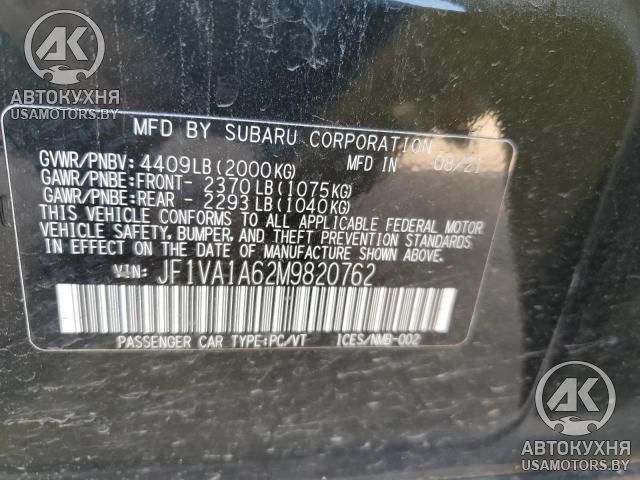 AK
АВТОКУХНЯ
USAMOTORS.BY
MFD BY SUBARU CORPORATION
GVWR/PNBV: 4409LB(2000KG) MFD IN 08/21
GAWR/PNBE:FRONT- 2370LB(1075KG)
GAWR/PNBE:REAR - 2293LB(1040KG)
THIS VEHICLE CONFORMS TO ALL APPLICABLE FEDERAL MOTOR
VEHICLE SAFETY, BUMPER, AND THEFT PREVENTION STANDARDS
IN EFFECT ON THE DATE OF MANUFACTURE SHOWN ABOVE.
VIN: JF1VA1A62M9820762
PASSENGER CAR TYPE:PC/VT ICES/NMB-002
AK
АВТОКУХНЯ
USAMOTORS.BY